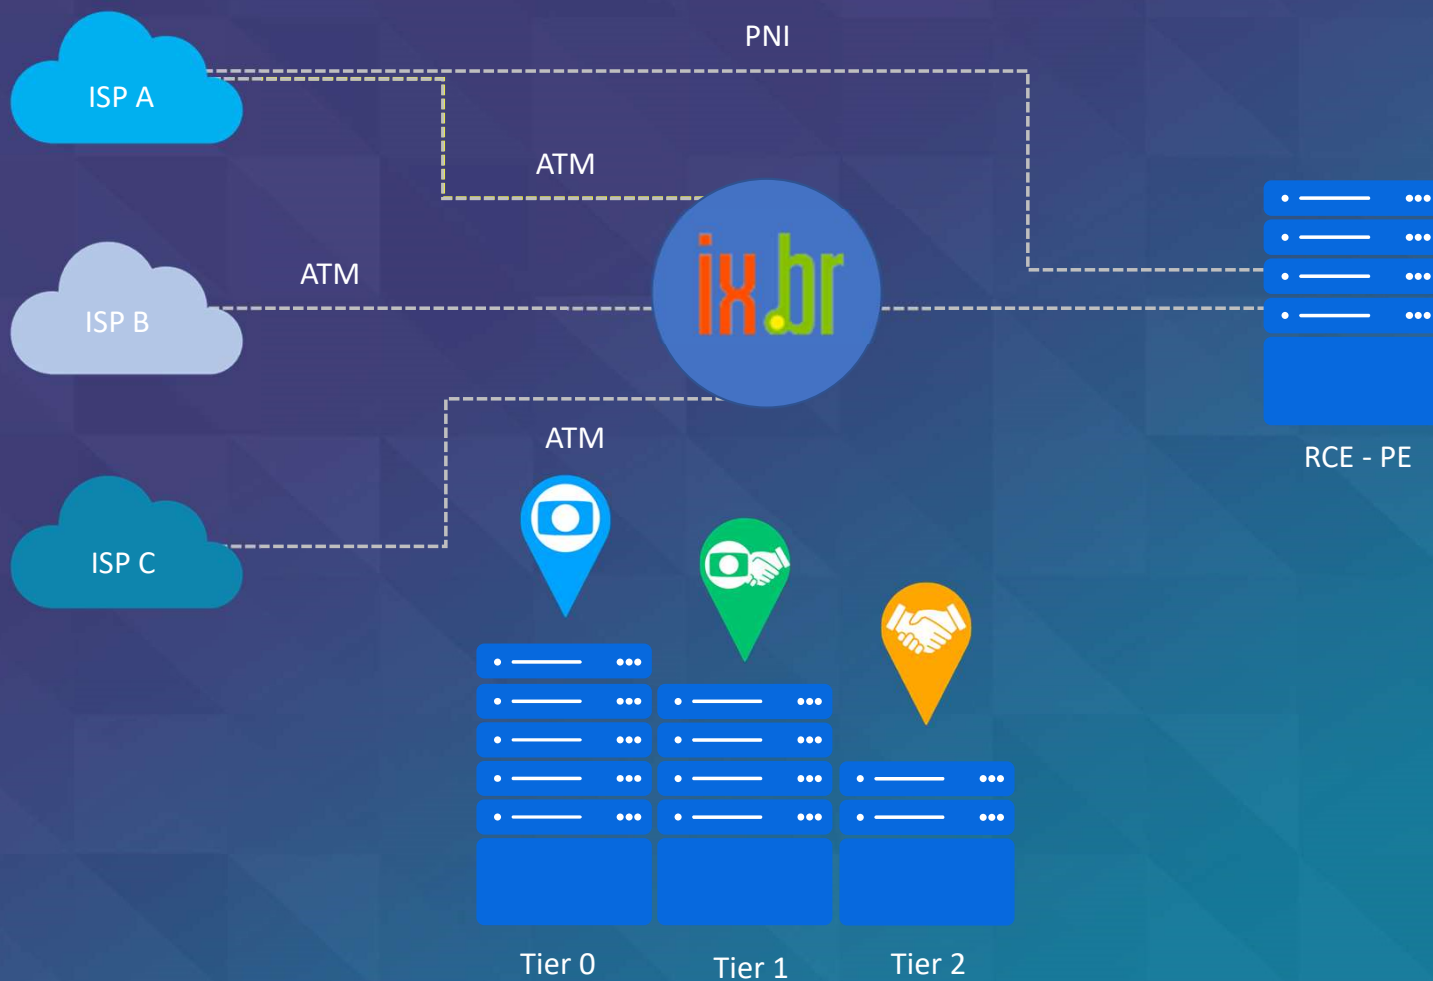 PNI
ISP A
ATM
ix.br
ATM
ISP B
ATM
RCE - PE
ISP C
Tier 0
Tier 1
Tier 2